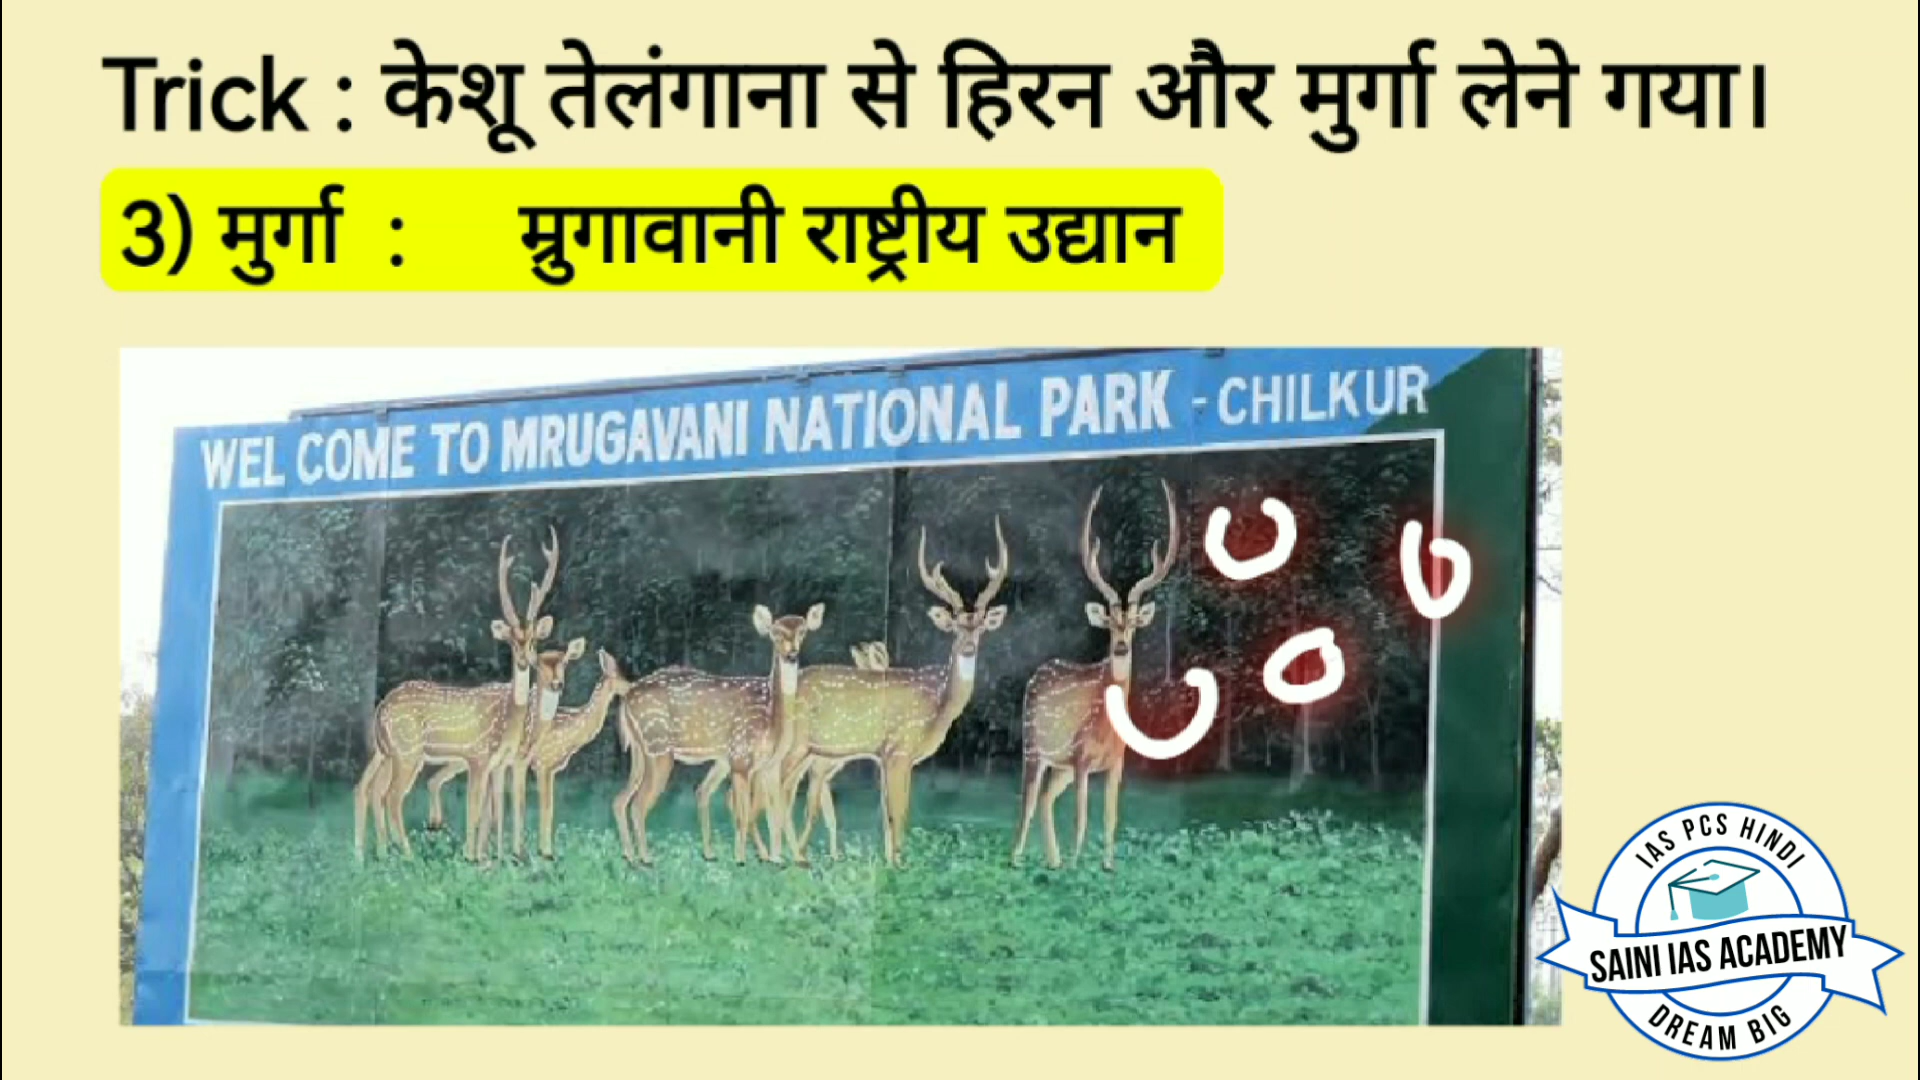 Trick : केशू तेलंगाना से हिरन और मुर्गा लेने गया।
3) मुर्गा : म्रुगावानी राष्ट्रीय उद्यान
WEL COME TO MRUGAVANI NATIONAL PARK - CHILKUR
IAS PCS HINDI
SAINI IAS ACADEMY
DREAM BIG